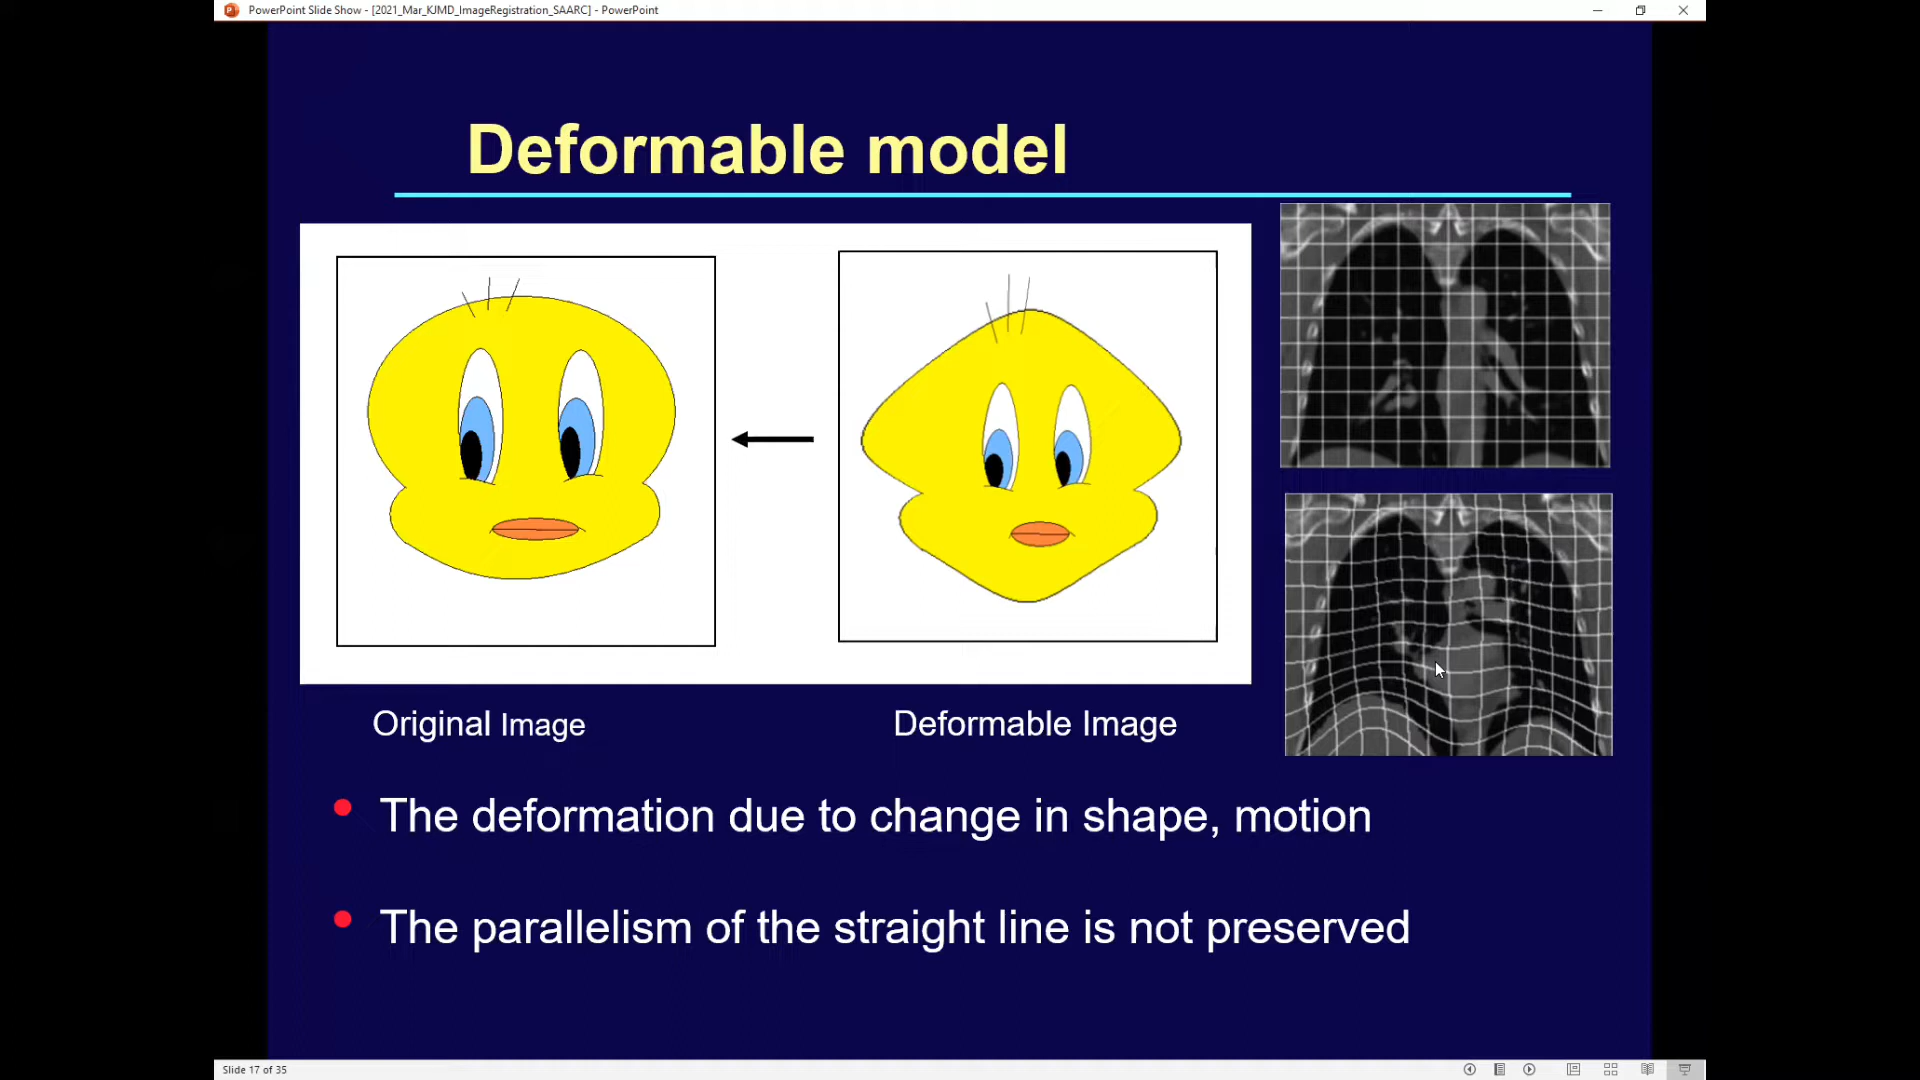 PowerPoint Slide Show - [2021_Mar_KJMD_ImageRegistration_SAARC] - PowerPoint
Deformable model
Original Image
Deformable Image
The deformation due to change in shape, motion
The parallelism of the straight line is not preserved
Slide 17 of 35